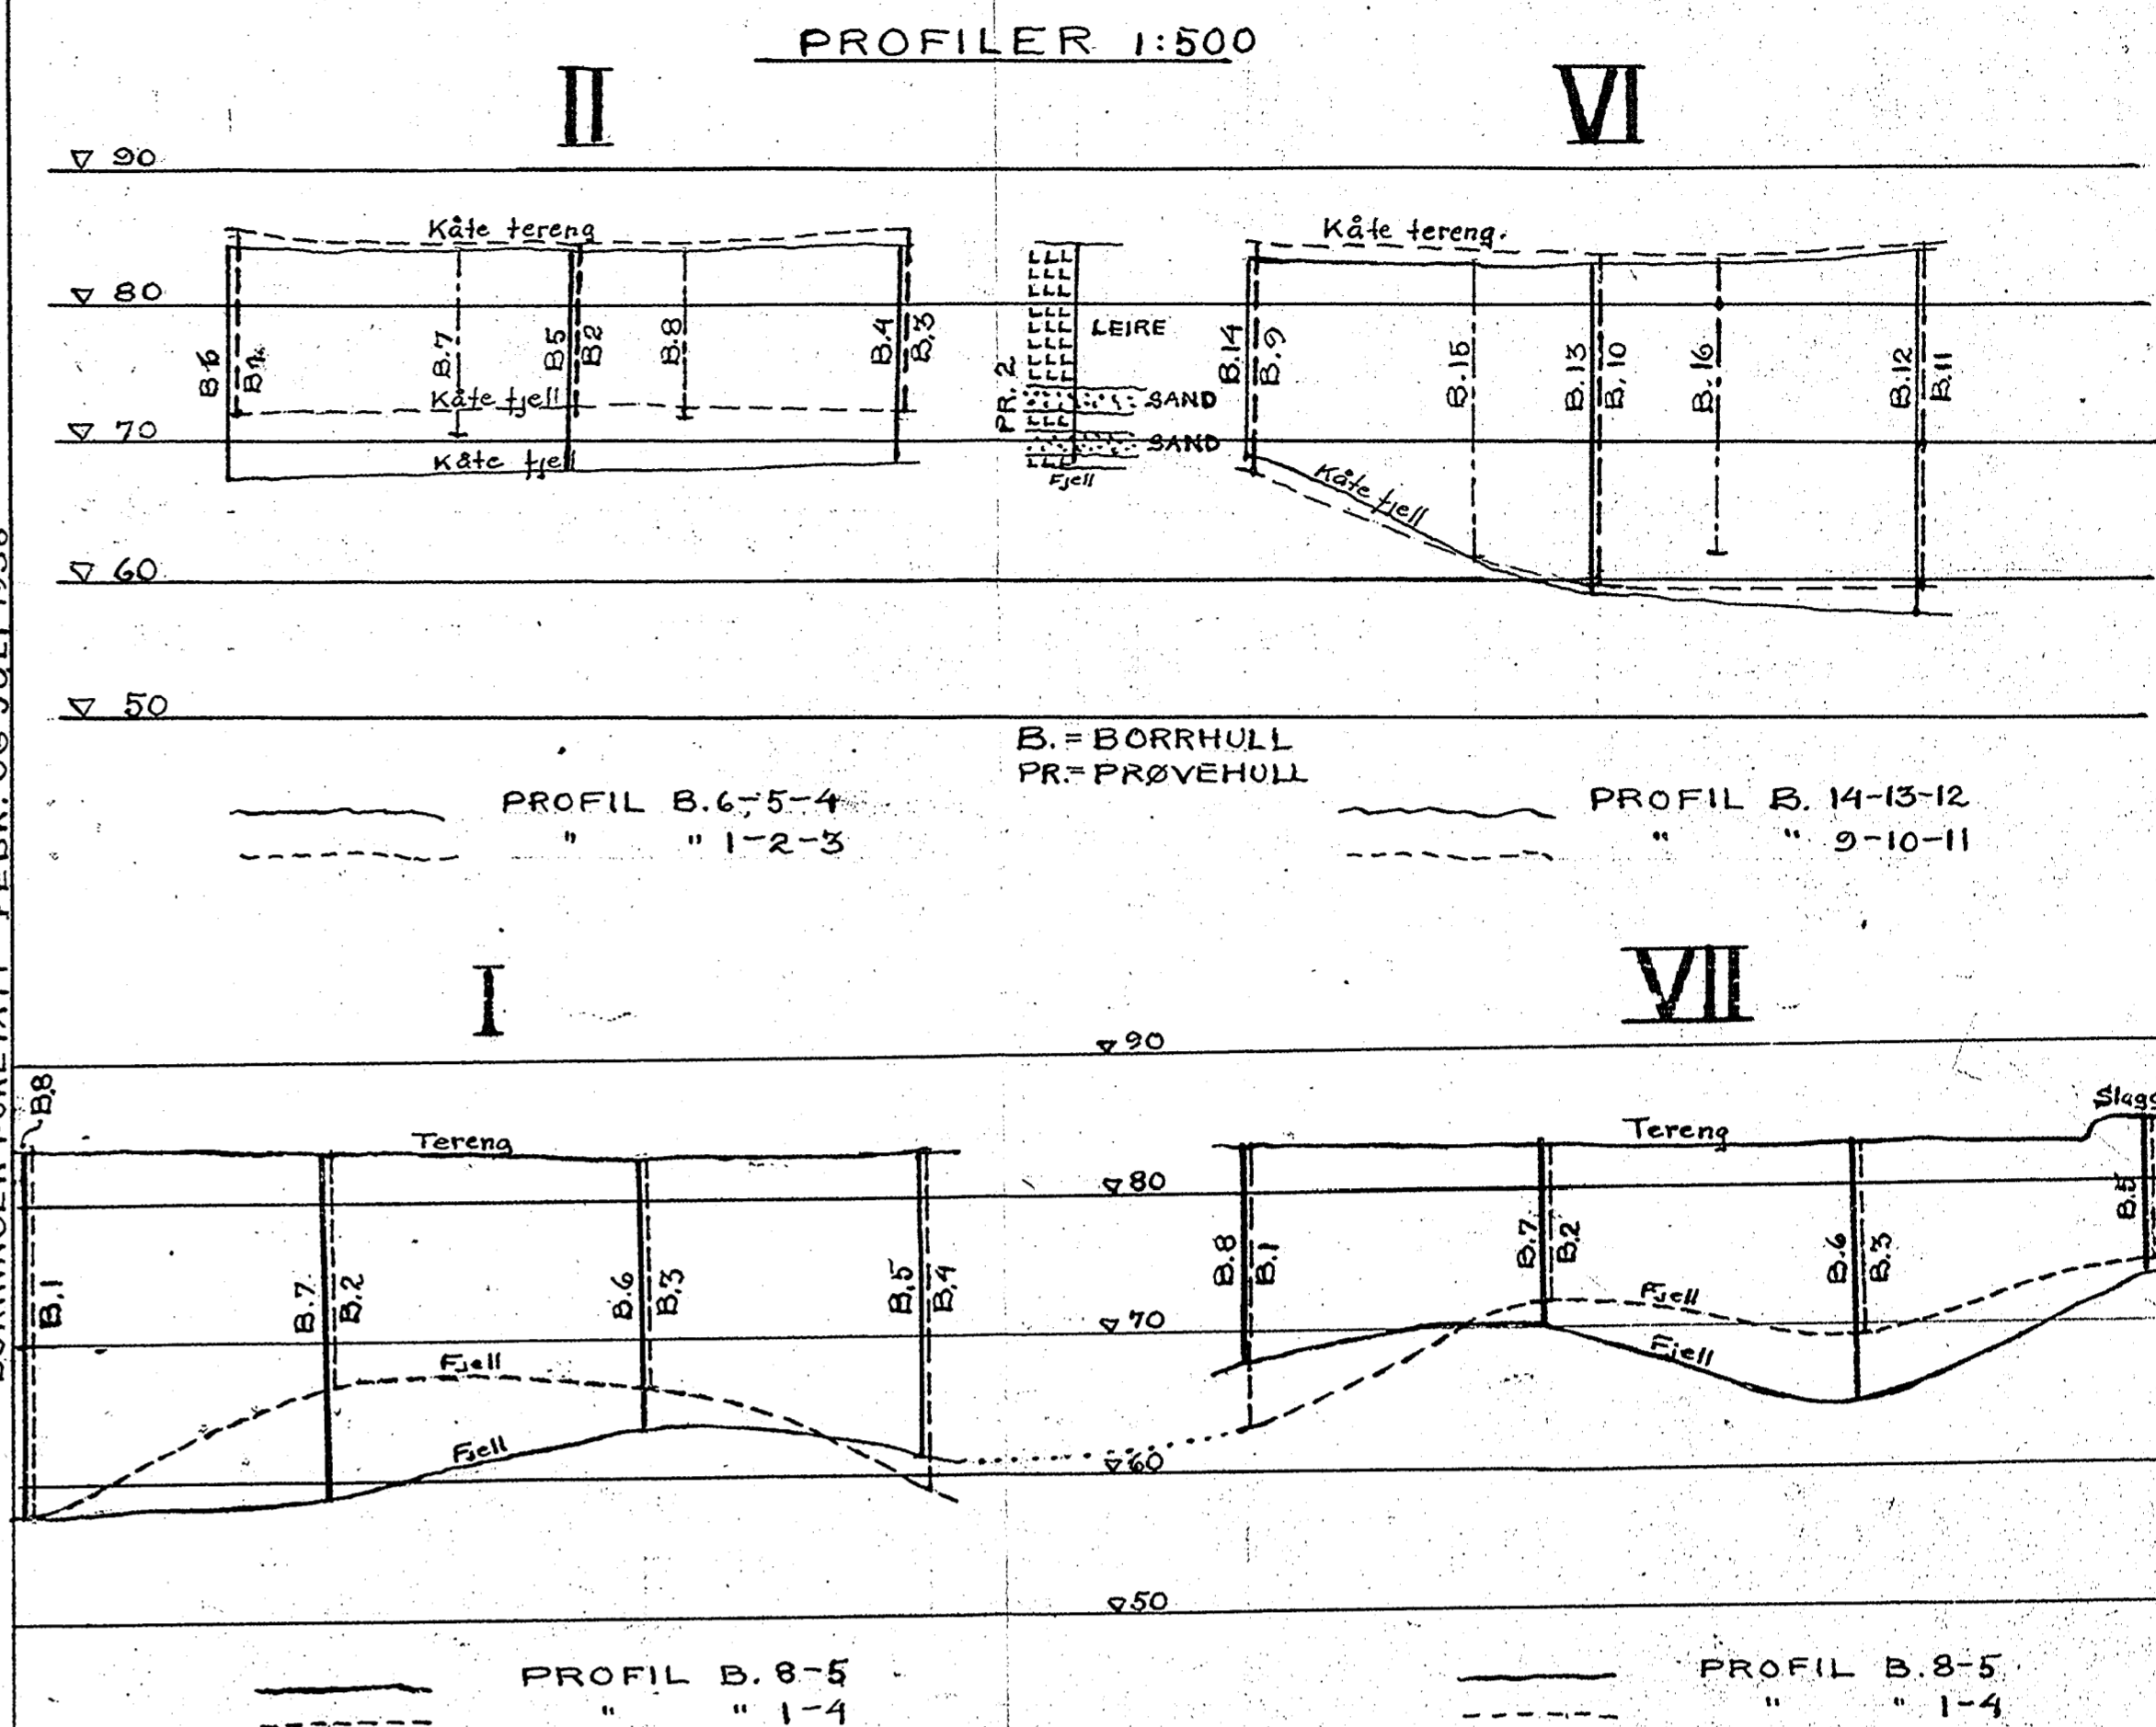 PROFILER 1:500
II
VI
▽ 90
Kåte tereng
Kåte tereng.
▽ 80
B.6
B.1.
B.7
B5
B2
B.8
B.4
B.3
PR. 2
LEIRE
SAND
SAND
Fjell
B.14
B.9
B.15
B.13
B.10
B.16
B.12
B.11
Kåte fjell
▽ 70
Kåte fjell
Kåte fjell
▽ 60
▽ 50
B. = BORRHULL
PR.= PRØVEHULL
PROFIL B.6-5-4
" " 1-2-3
PROFIL B. 14-13-12
" " 9-10-11
I
VII
▽90
B.8
Tereng
Tereng
Slagg
▽80
B.1
B.7
B.2
B.6
B.3
B.5
B.4
B.8
B.1
B.7
B.2
B.6
B.3
B.5
▽70
Fjell
Fjell
Fjell
Fjell
▽60
▽50
PROFIL B. 8-5
" " 1-4
PROFIL B. 8-5
" " 1-4